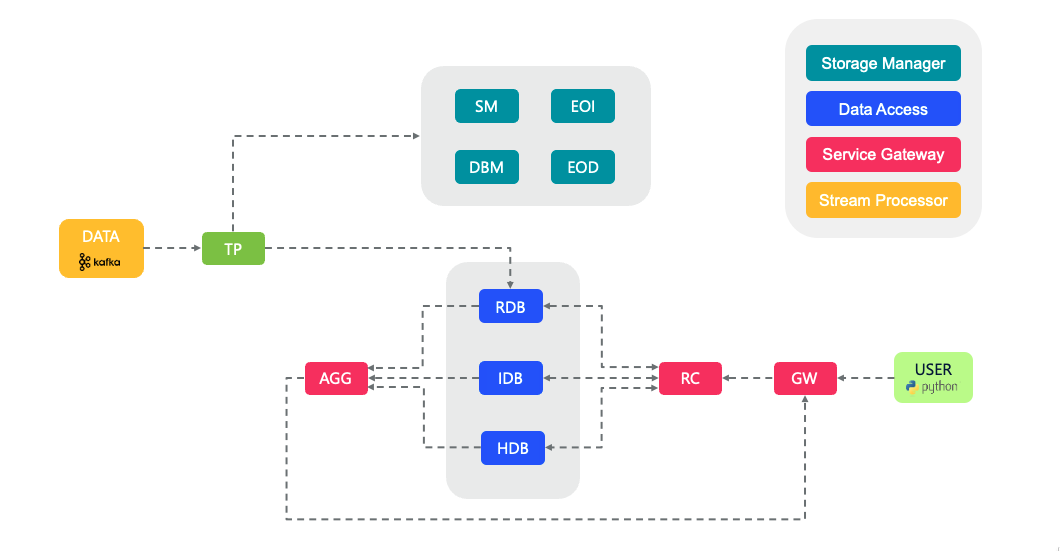 Storage Manager
Data Access
Service Gateway
Stream Processor
SM
EOI
DBM
EOD
DATA
kafka
TP
RDB
AGG
IDB
RC
GW
USER
python
HDB